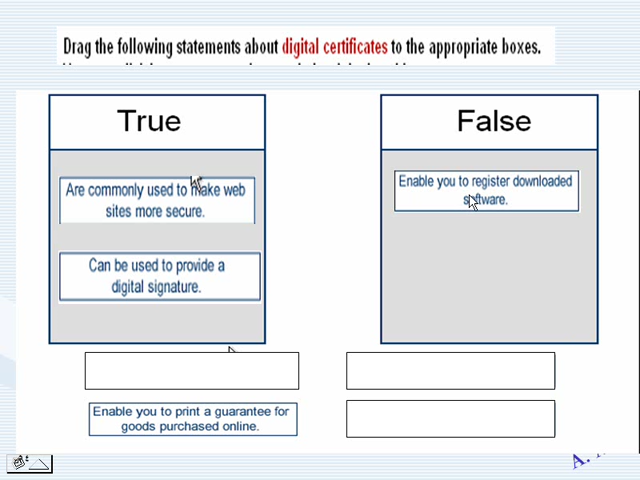 Drag the following statements about digital certificates to the appropriate boxes.
True
False
Are commonly used to make web
sites more secure.
Can be used to provide a
digital signature.
Enable you to register downloaded
software.
Enable you to print a guarantee for
goods purchased online.
A.